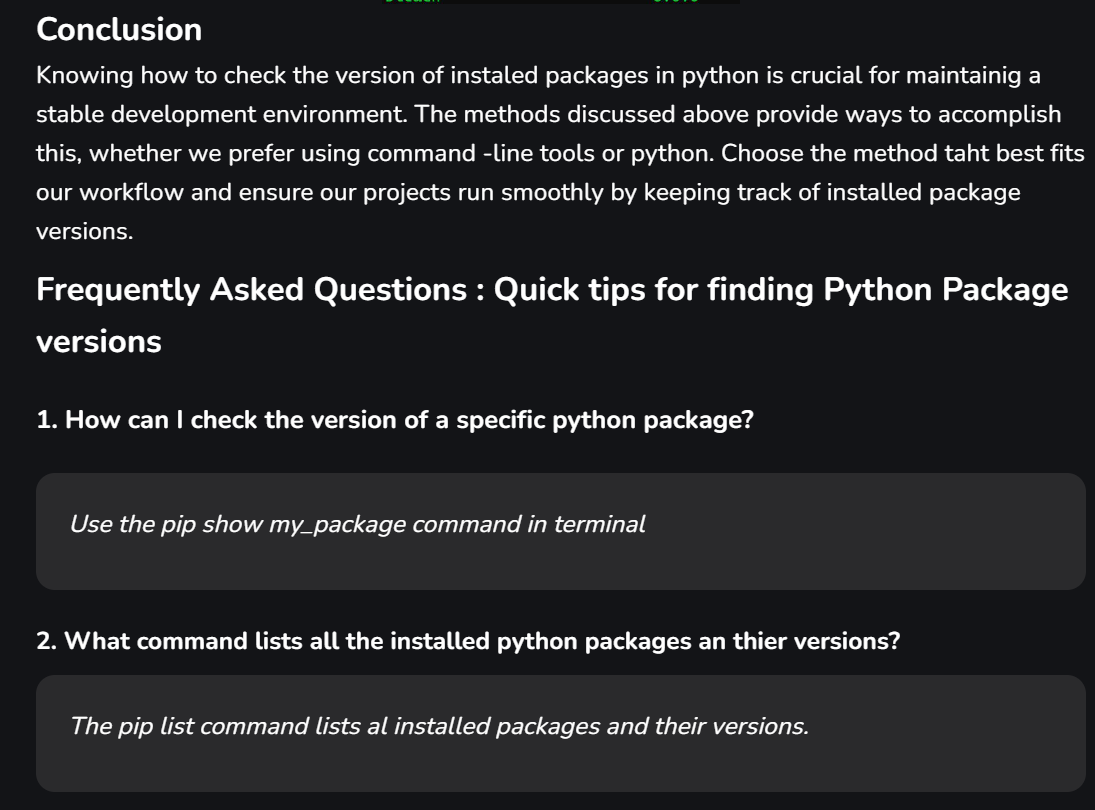 Conclusion
Knowing how to check the version of instaled packages in python is crucial for maintainig a
stable development environment. The methods discussed above provide ways to accomplish
this, whether we prefer using command -line tools or python. Choose the method taht best fits
our workflow and ensure our projects run smoothly by keeping track of installed package
versions.
Frequently Asked Questions : Quick tips for finding Python Package
versions
1. How can I check the version of a specific python package?
Use the pip show my_package command in terminal
2. What command lists all the installed python packages an thier versions?
The pip list command lists al installed packages and their versions.